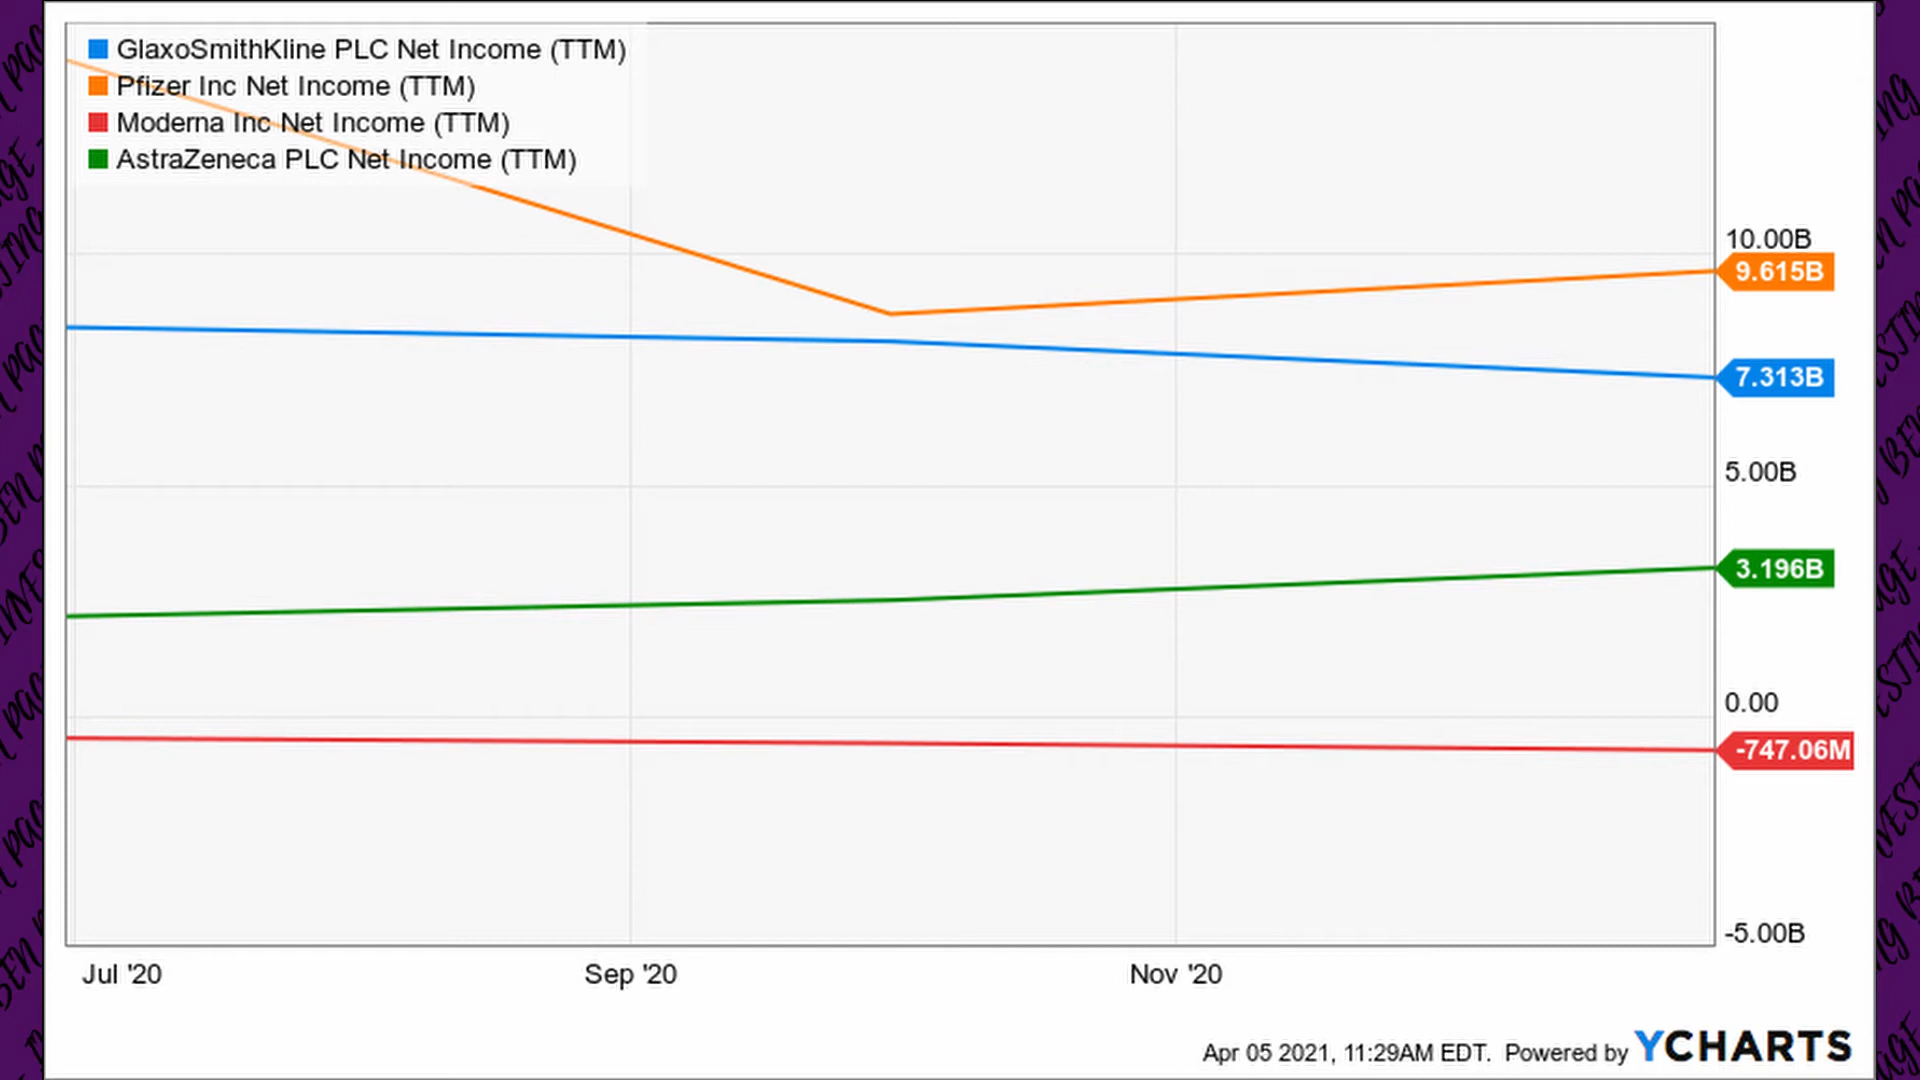 GlaxoSmithKline PLC Net Income (TTM)
Pfizer Inc Net Income (TTM)
Moderna Inc Net Income (TTM)
AstraZeneca PLC Net Income (TTM)
10.00B
9.615B
7.313B
5.00B
3.196B
0.00
-747.06M
-5.00B
Jul '20
Sep '20
Nov '20
Apr 05 2021, 11:29AM EDT. Powered by YCHARTS